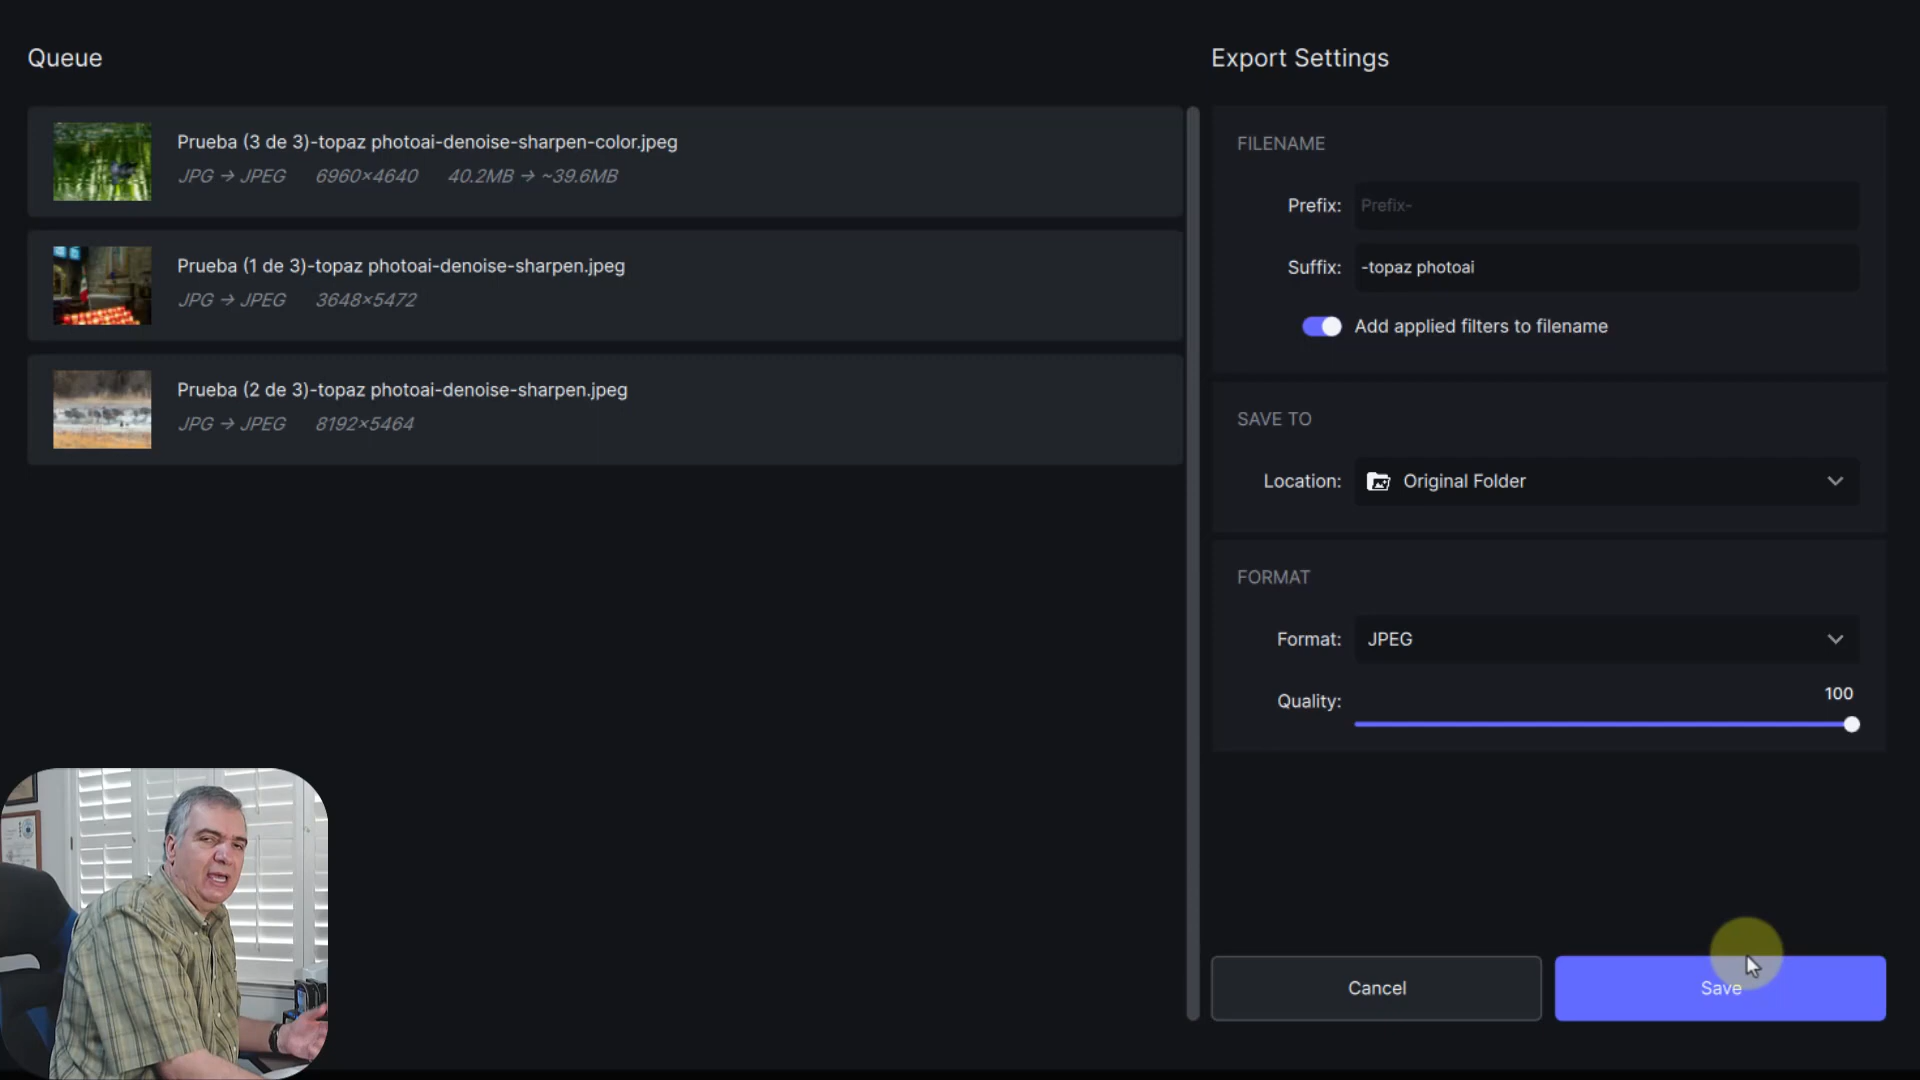 Queue
Prueba (3 de 3)-topaz photoai-denoise-sharpen-color.jpeg
JPG → JPEG 6960×4640 40.2MB → ~39.6MB
Prueba (1 de 3)-topaz photoai-denoise-sharpen.jpeg
JPG → JPEG 3648×5472
Prueba (2 de 3)-topaz photoai-denoise-sharpen.jpeg
JPG → JPEG 8192×5464
Export Settings
FILENAME
Prefix: Prefix-
Suffix: -topaz photoai
Add applied filters to filename
SAVE TO
Location: Original Folder
FORMAT
Format: JPEG
Quality: 100
Cancel
Save